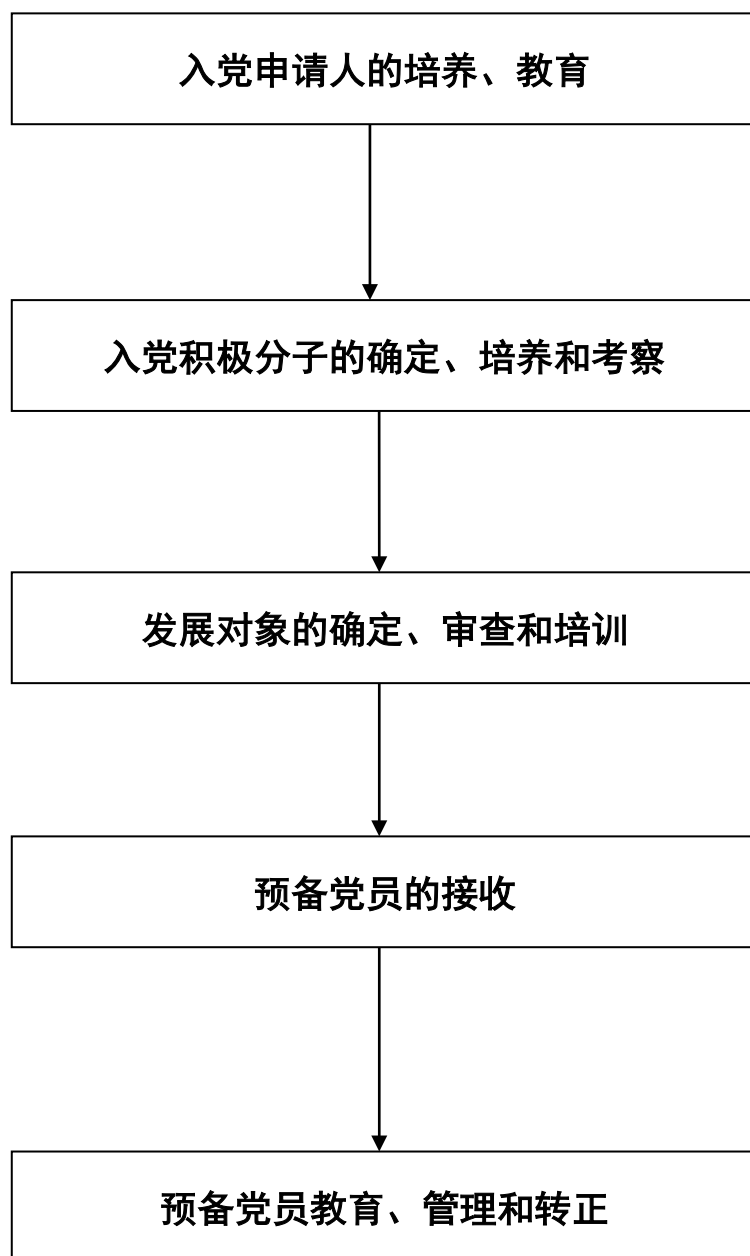 入党申请人的培养、教育
入党积极分子的确定、培养和考察
发展对象的确定、审查和培训
预备党员的接收
预备党员教育、管理和转正